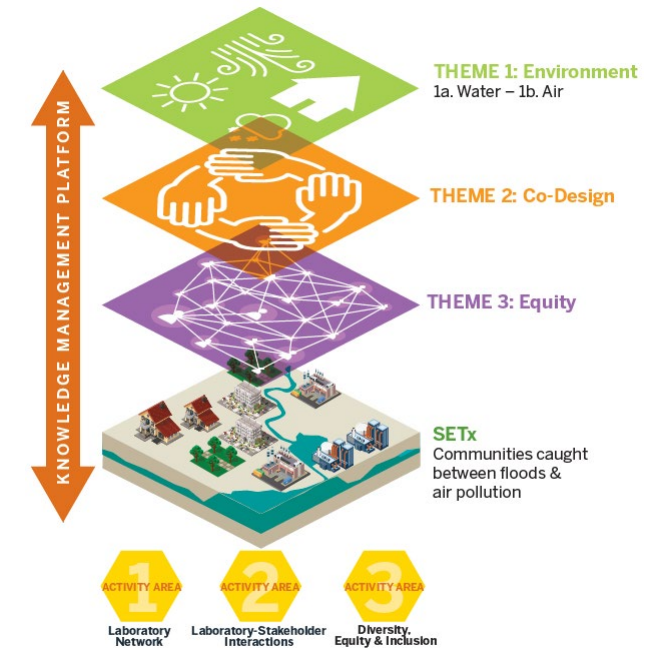 KNOWLEDGE MANAGEMENT PLATFORM
THEME 1: Environment
1a. Water – 1b. Air
THEME 2: Co-Design
THEME 3: Equity
SETx
Communities caught
between floods &
air pollution
1
ACTIVITY AREA
Laboratory
Network
2
ACTIVITY AREA
Laboratory-Stakeholder
Interactions
3
ACTIVITY AREA
Diversity,
Equity & Inclusion